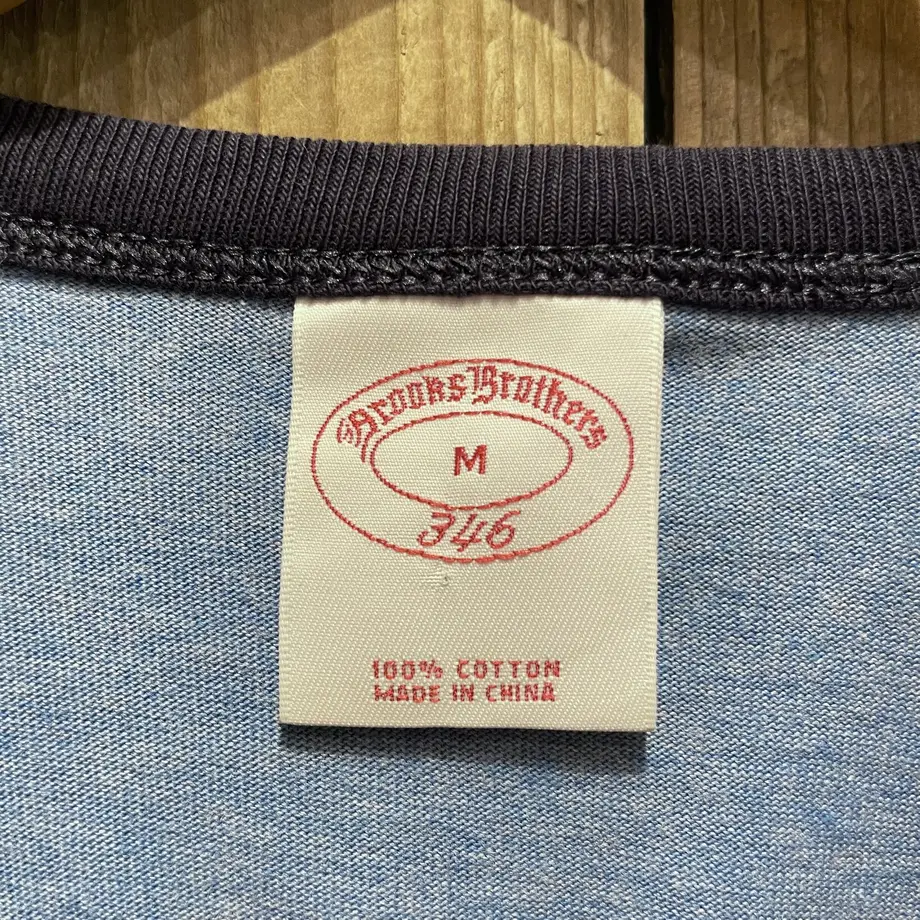 Brooks Brothers
M
346
100% COTTON
MADE IN CHINA